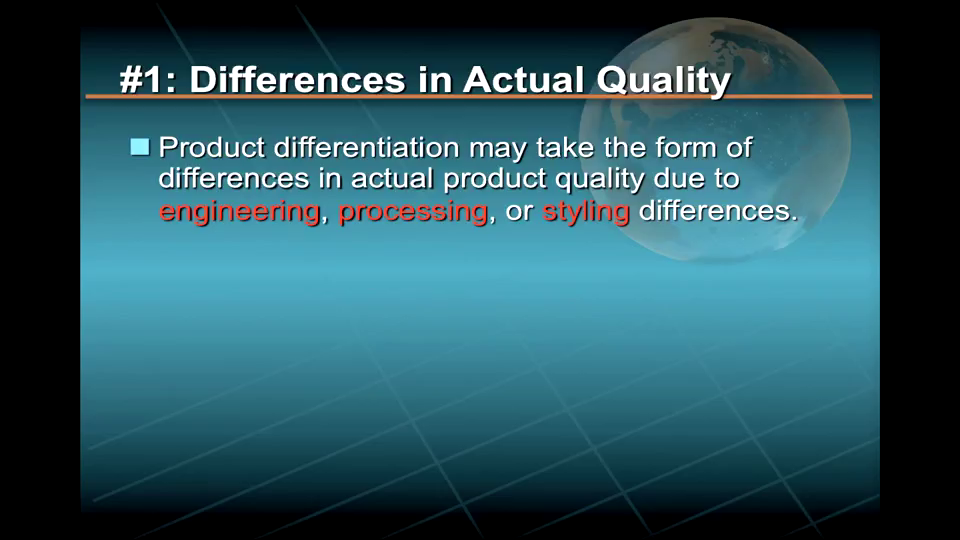 #1: Differences in Actual Quality
Product differentiation may take the form of
differences in actual product quality due to
engineering, processing, or styling differences.